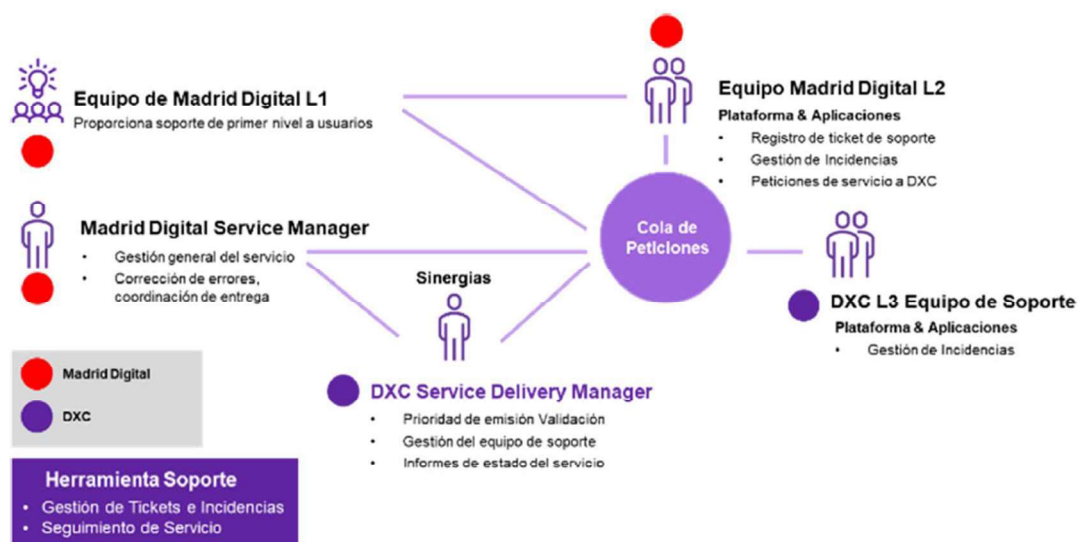 Equipo de Madrid Digital L1
Proporciona soporte de primer nivel a usuarios
Equipo Madrid Digital L2
Plataforma & Aplicaciones
• Registro de ticket de soporte
• Gestión de Incidencias
• Peticiones de servicio a DXC
Madrid Digital Service Manager
• Gestión general del servicio
• Corrección de errores,
coordinación de entrega
Cola de
Peticiones
Sinergias
DXC L3 Equipo de Soporte
Plataforma & Aplicaciones
• Gestión de Incidencias
DXC Service Delivery Manager
• Prioridad de emisión Validación
• Gestión del equipo de soporte
• Informes de estado del servicio
Madrid Digital
DXC
Herramienta Soporte
• Gestión de Tickets e Incidencias
• Seguimiento de Servicio